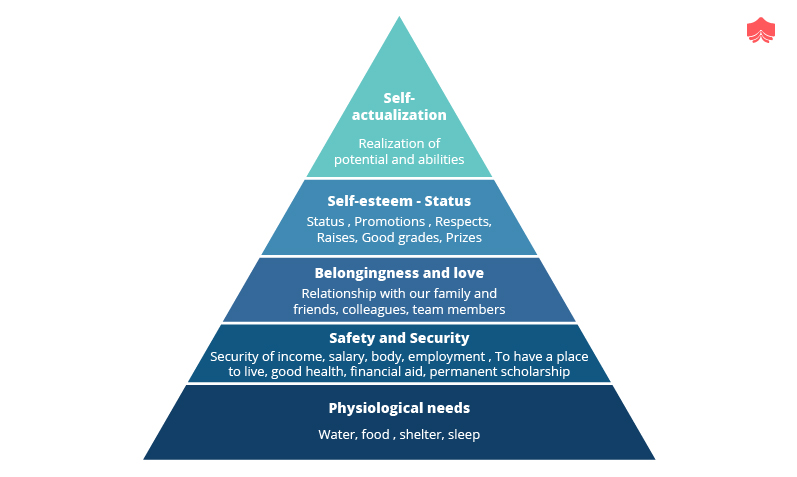 Self-
actualization
Realization of
potential and abilities
Self-esteem - Status
Status , Promotions , Respects,
Raises, Good grades, Prizes
Belongingness and love
Relationship with our family and
friends, colleagues, team members
Safety and Security
Security of income, salary, body, employment , To have a place
to live, good health, financial aid, permanent scholarship
Physiological needs
Water, food , shelter, sleep